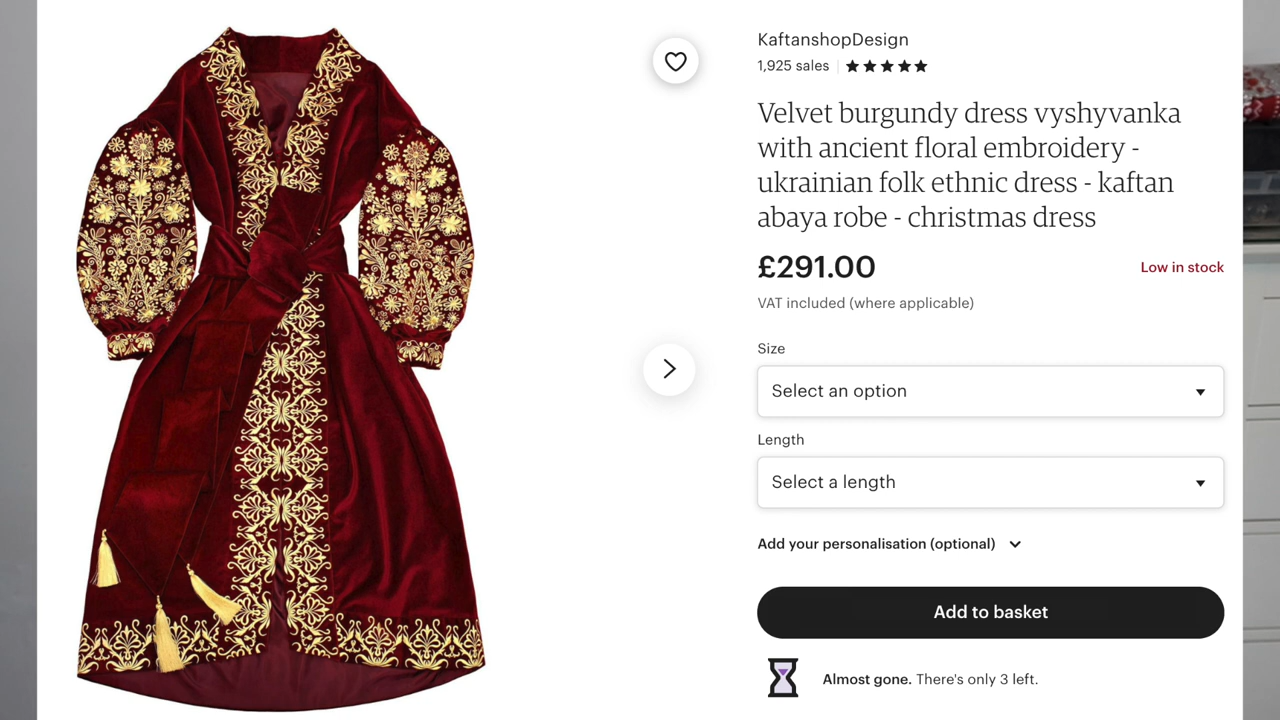 KaftanshopDesign
1,925 sales
Velvet burgundy dress vyshyvanka
with ancient floral embroidery -
ukrainian folk ethnic dress - kaftan
abaya robe - christmas dress
£291.00
Low in stock
VAT included (where applicable)
Size
Select an option
Length
Select a length
Add your personalisation (optional)
Add to basket
Almost gone. There's only 3 left.